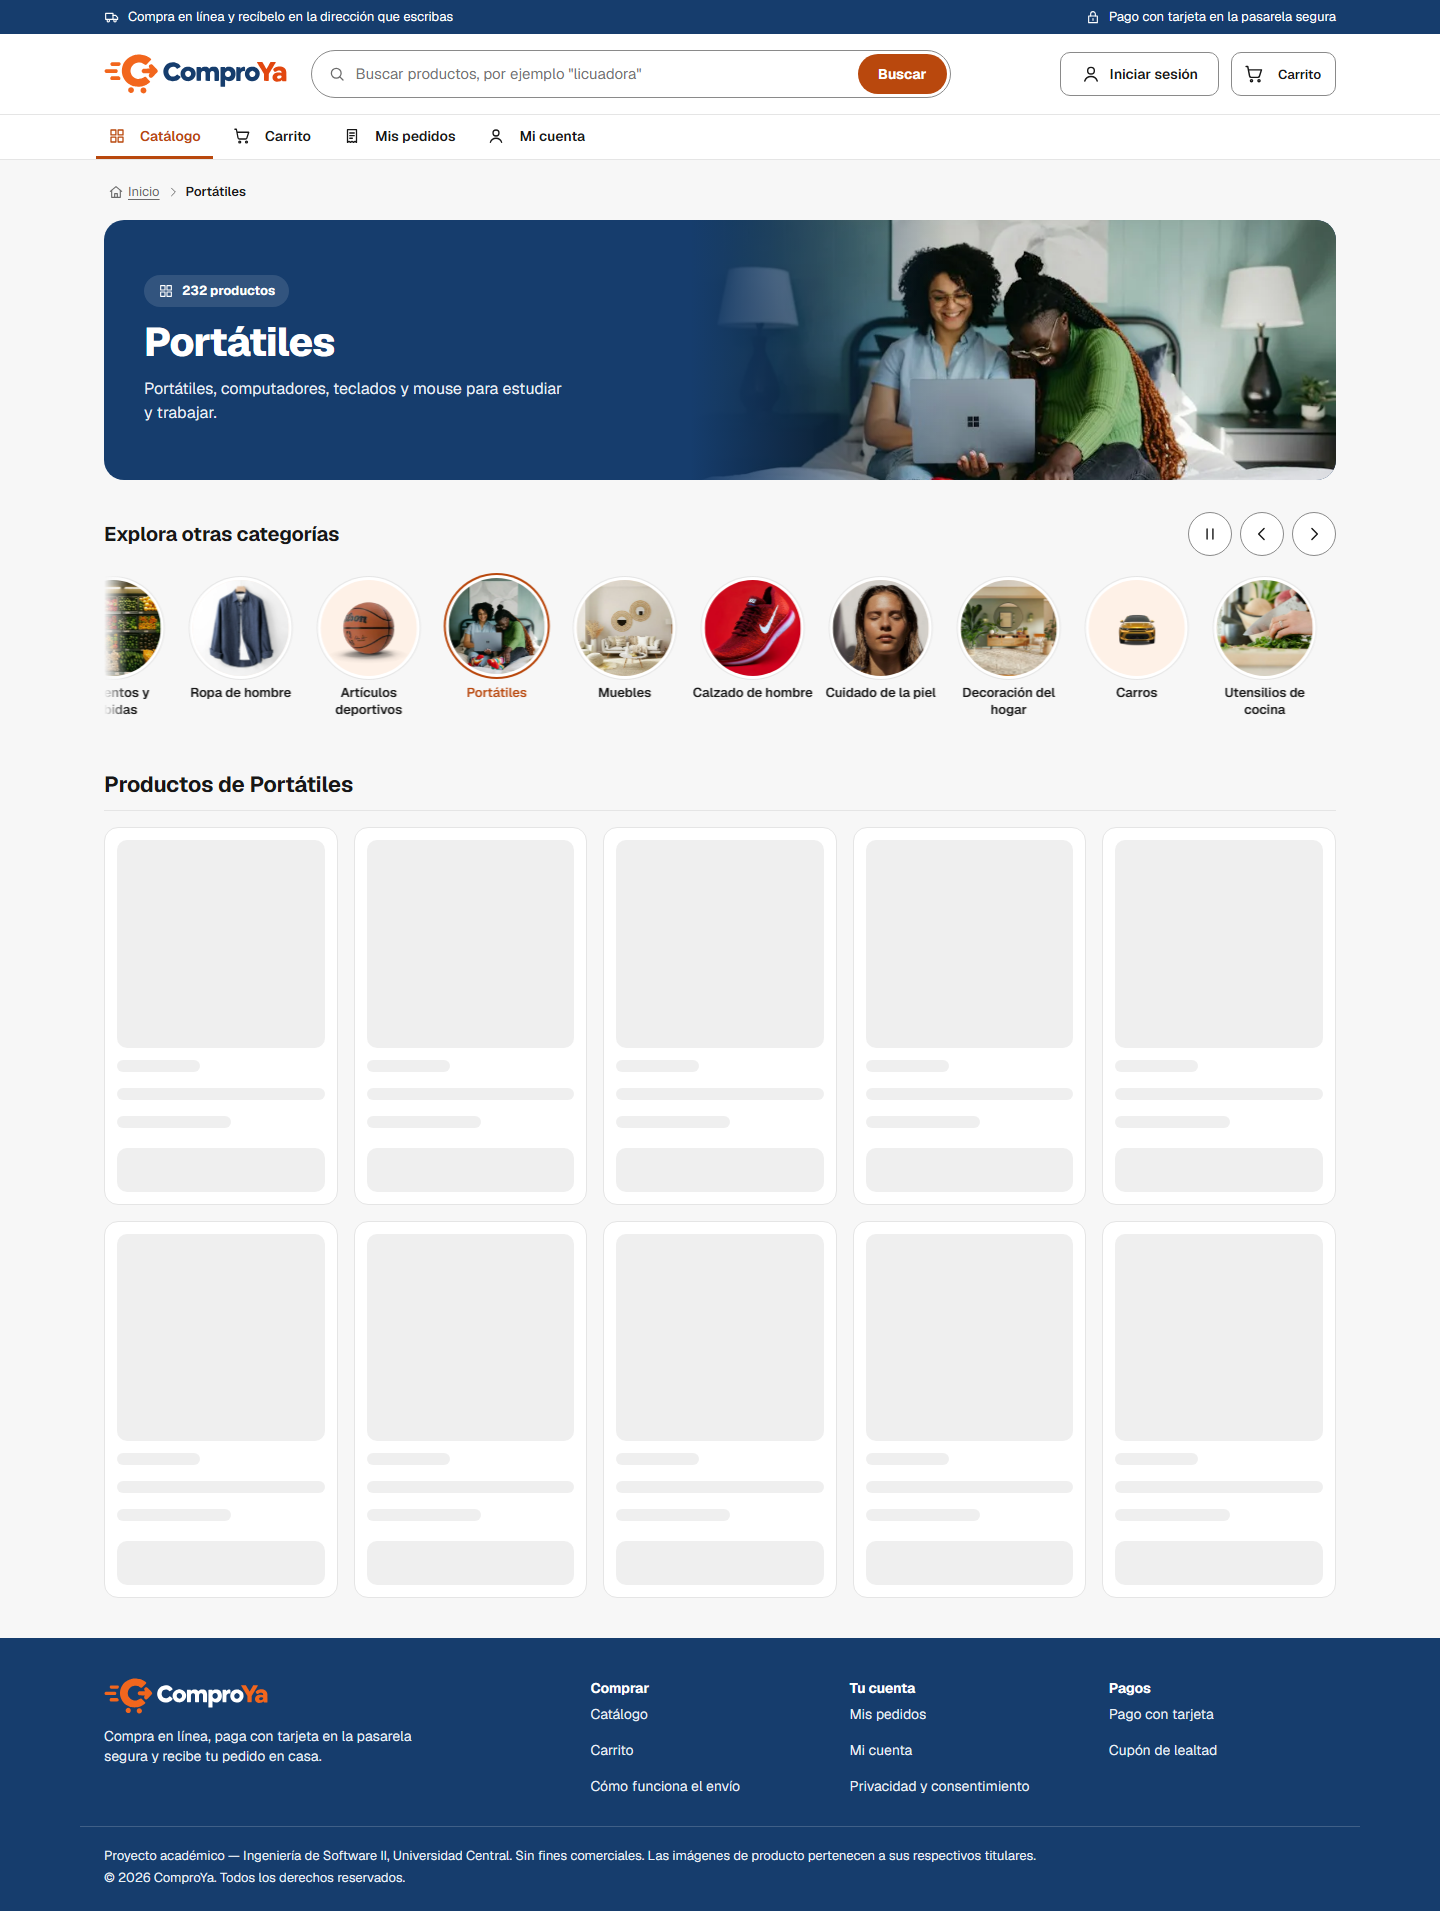 Compra en línea y recíbelo en la dirección que escribas
Pago con tarjeta en la pasarela segura
ComproYa
Buscar productos, por ejemplo "licuadora"
Buscar
Iniciar sesión
Carrito
Catálogo
Carrito
Mis pedidos
Mi cuenta
Inicio
Portátiles
232 productos
Portátiles
Portátiles, computadores, teclados y mouse para estudiar
y trabajar.
Explora otras categorías
Ropa de hombre
Artículos
deportivos
Portátiles
Muebles
Calzado de hombre
Cuidado de la piel
Decoración del
hogar
Carros
Utensilios de
cocina
Productos de Portátiles
ComproYa
Compra en línea, paga con tarjeta en la pasarela
segura y recibe tu pedido en casa.
Comprar
Catálogo
Carrito
Cómo funciona el envío
Tu cuenta
Mis pedidos
Mi cuenta
Privacidad y consentimiento
Pagos
Pago con tarjeta
Cupón de lealtad
Proyecto académico — Ingeniería de Software II, Universidad Central. Sin fines comerciales. Las imágenes de producto pertenecen a sus respectivos titulares.
© 2026 ComproYa. Todos los derechos reservados.